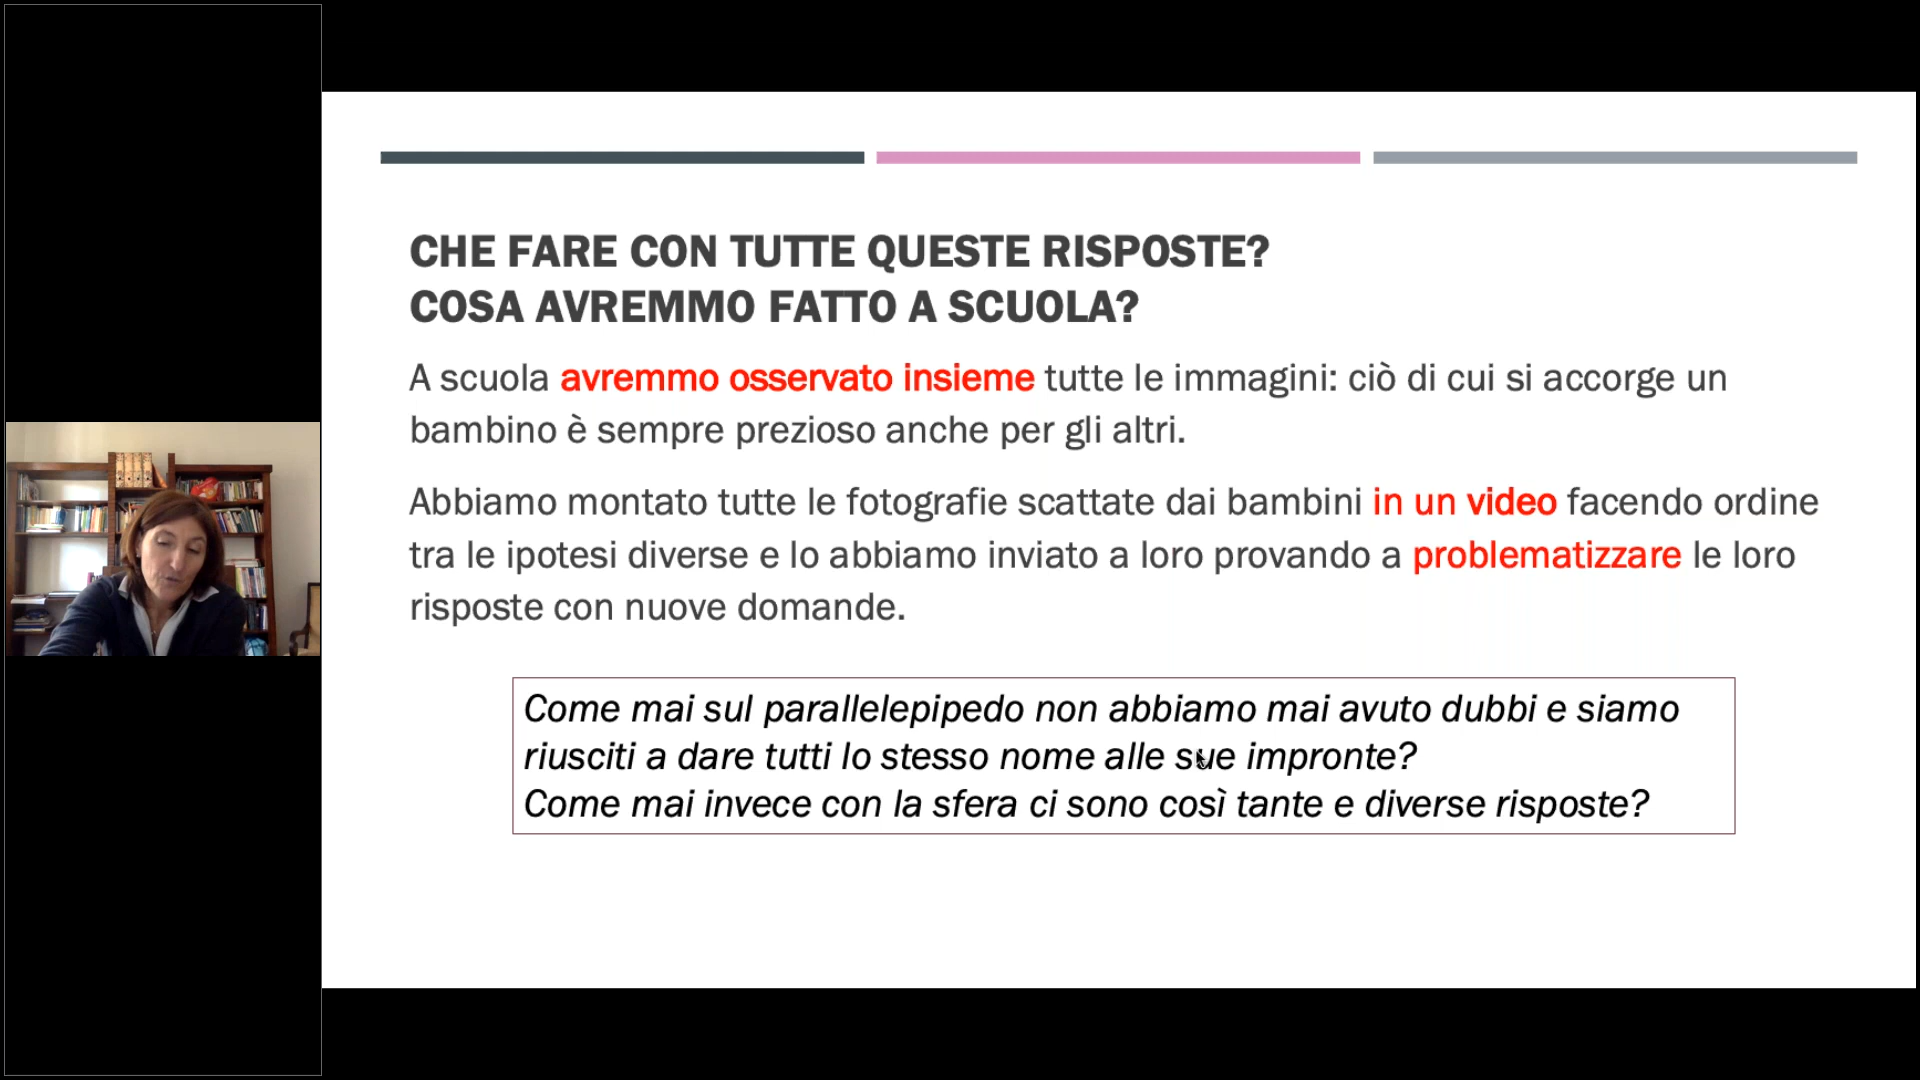 CHE FARE CON TUTTE QUESTE RISPOSTE?
COSA AVREMMO FATTO A SCUOLA?
A scuola avremmo osservato insieme tutte le immagini: ciò di cui si accorge un
bambino è sempre prezioso anche per gli altri.
Abbiamo montato tutte le fotografie scattate dai bambini in un video facendo ordine
tra le ipotesi diverse e lo abbiamo inviato a loro provando a problematizzare le loro
risposte con nuove domande.
Come mai sul parallelepipedo non abbiamo mai avuto dubbi e siamo
riusciti a dare tutti lo stesso nome alle sue impronte?
Come mai invece con la sfera ci sono così tante e diverse risposte?